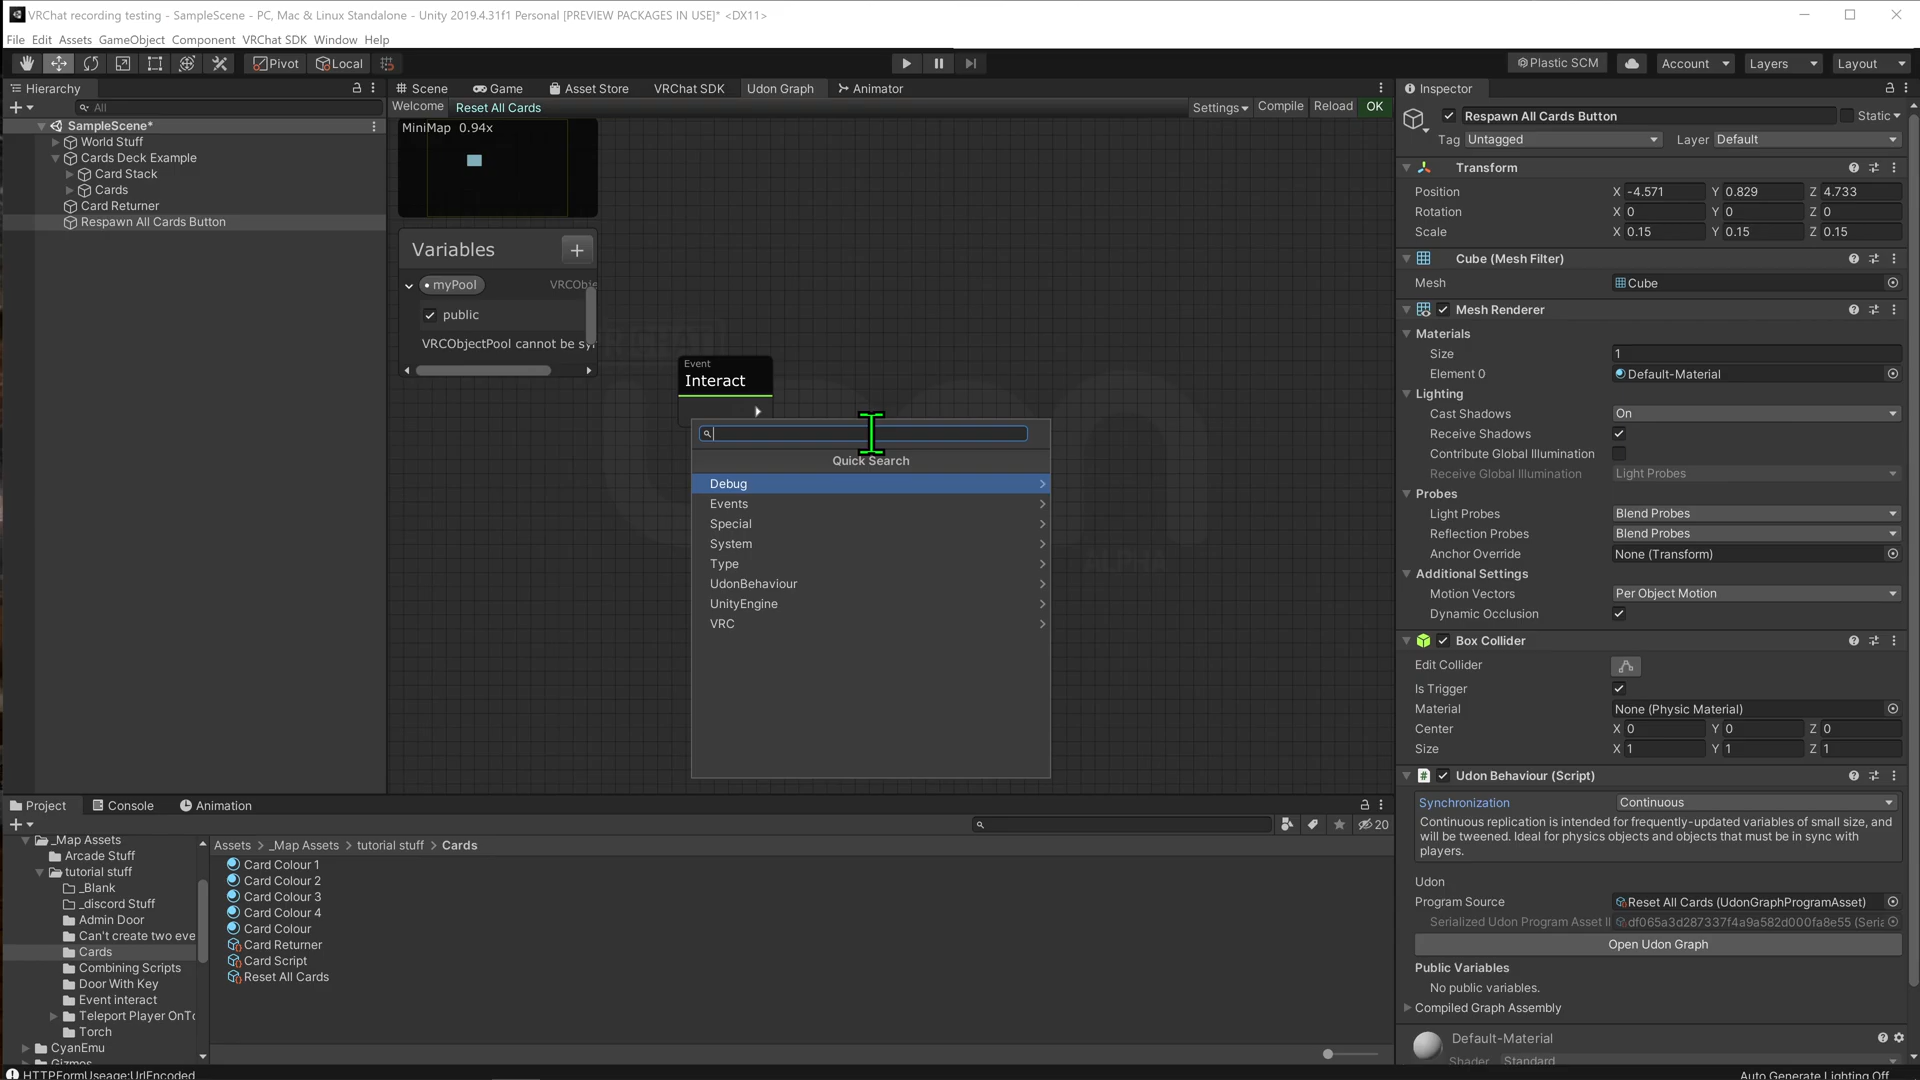 VRChat recording testing - SampleScene - PC, Mac & Linux Standalone - Unity 2019.4.31f1 Personal [PREVIEW PACKAGES IN USE]* <DX11>
File Edit Assets GameObject Component VRChat SDK Window Help
Pivot Local Plastic SCM Account Layers Layout
Hierarchy
All
SampleScene*
World Stuff
Cards Deck Example
Card Stack
Cards
Card Returner
Respawn All Cards Button
Scene Game Asset Store VRChat SDK Udon Graph Animator
Welcome Reset All Cards Settings Compile Reload OK
MiniMap 0.94x
Variables +
myPool VRCObje
public
VRCObjectPool cannot be syn
Event
Interact
Quick Search
Debug
Events
Special
System
Type
UdonBehaviour
UnityEngine
VRC
ALPHA
Inspector
Respawn All Cards Button Static
Tag Untagged Layer Default
Transform
Position X -4.571 Y 0.829 Z 4.733
Rotation X 0 Y 0 Z 0
Scale X 0.15 Y 0.15 Z 0.15
Cube (Mesh Filter)
Mesh Cube
Mesh Renderer
Materials
Size 1
Element 0 Default-Material
Lighting
Cast Shadows On
Receive Shadows
Contribute Global Illumination
Receive Global Illumination Light Probes
Probes
Light Probes Blend Probes
Reflection Probes Blend Probes
Anchor Override None (Transform)
Additional Settings
Motion Vectors Per Object Motion
Dynamic Occlusion
Box Collider
Edit Collider
Is Trigger
Material None (Physic Material)
Center X 0 Y 0 Z 0
Size X 1 Y 1 Z 1
Udon Behaviour (Script)
Synchronization Continuous
Continuous replication is intended for frequently-updated variables of small size, and
will be tweened. Ideal for physics objects and objects that must be in sync with
players.
Udon
Program Source Reset All Cards (UdonGraphProgramAsset)
Serialized Udon Program Asset I df065a3d287337f4a9a582d000fa8e55 (Seria
Open Udon Graph
Public Variables
No public variables.
Compiled Graph Assembly
Default-Material
Shader Standard
Project Console Animation
20
_Map Assets
Arcade Stuff
tutorial stuff
_Blank
_discord Stuff
Admin Door
Can't create two eve
Cards
Combining Scripts
Door With Key
Event interact
Teleport Player OnTo
Torch
CyanEmu
Gizmos
Assets > _Map Assets > tutorial stuff > Cards
Card Colour 1
Card Colour 2
Card Colour 3
Card Colour 4
Card Colour
Card Returner
Card Script
Reset All Cards
HTTPFormUseage:UrlEncoded
Auto Generate Lighting Off